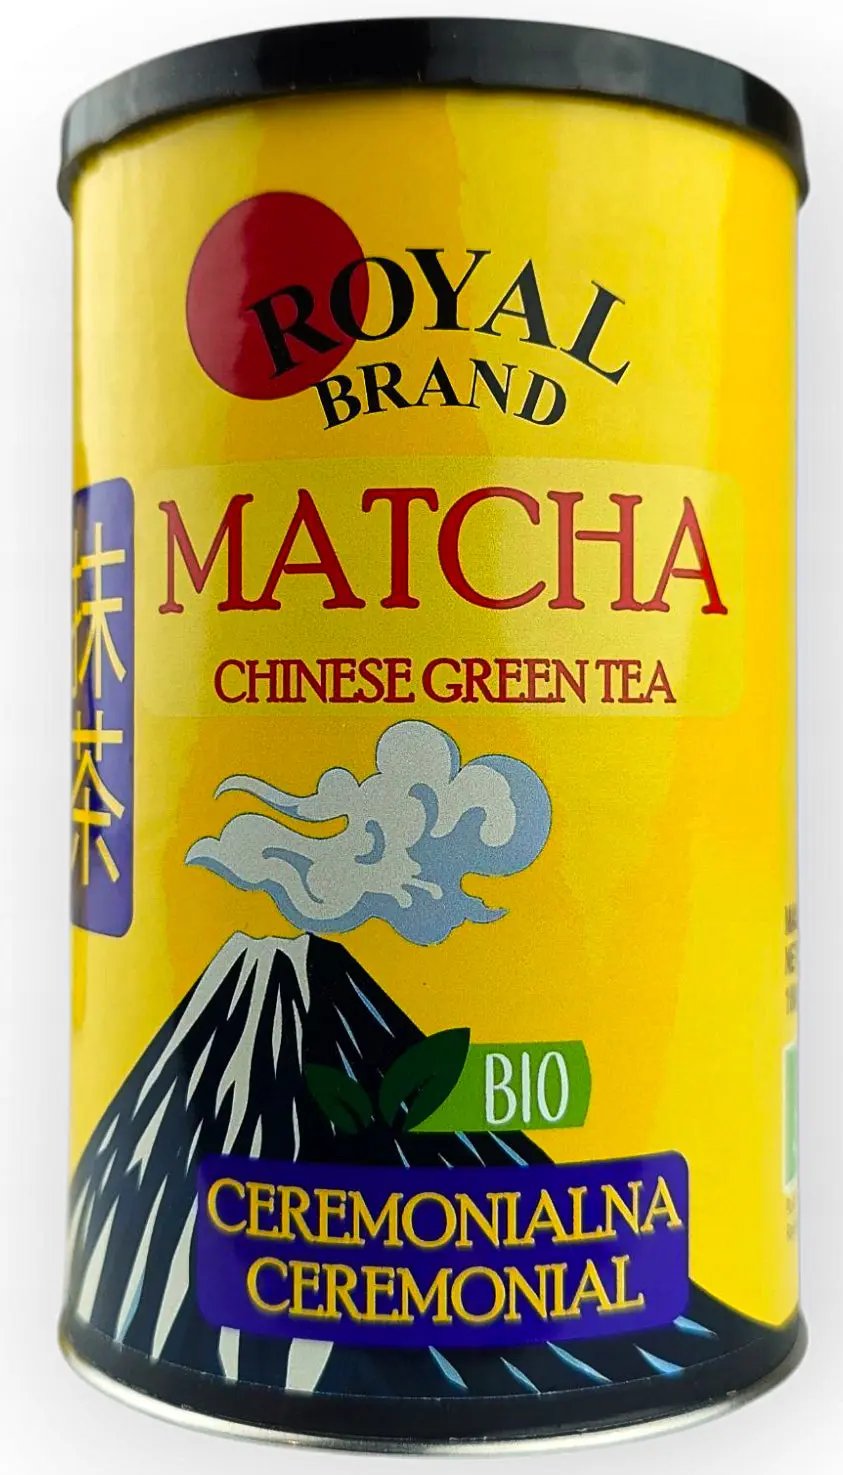 ROYAL
BRAND
抹茶
MATCHA
CHINESE GREEN TEA
BIO
CEREMONIALNA
CEREMONIAL